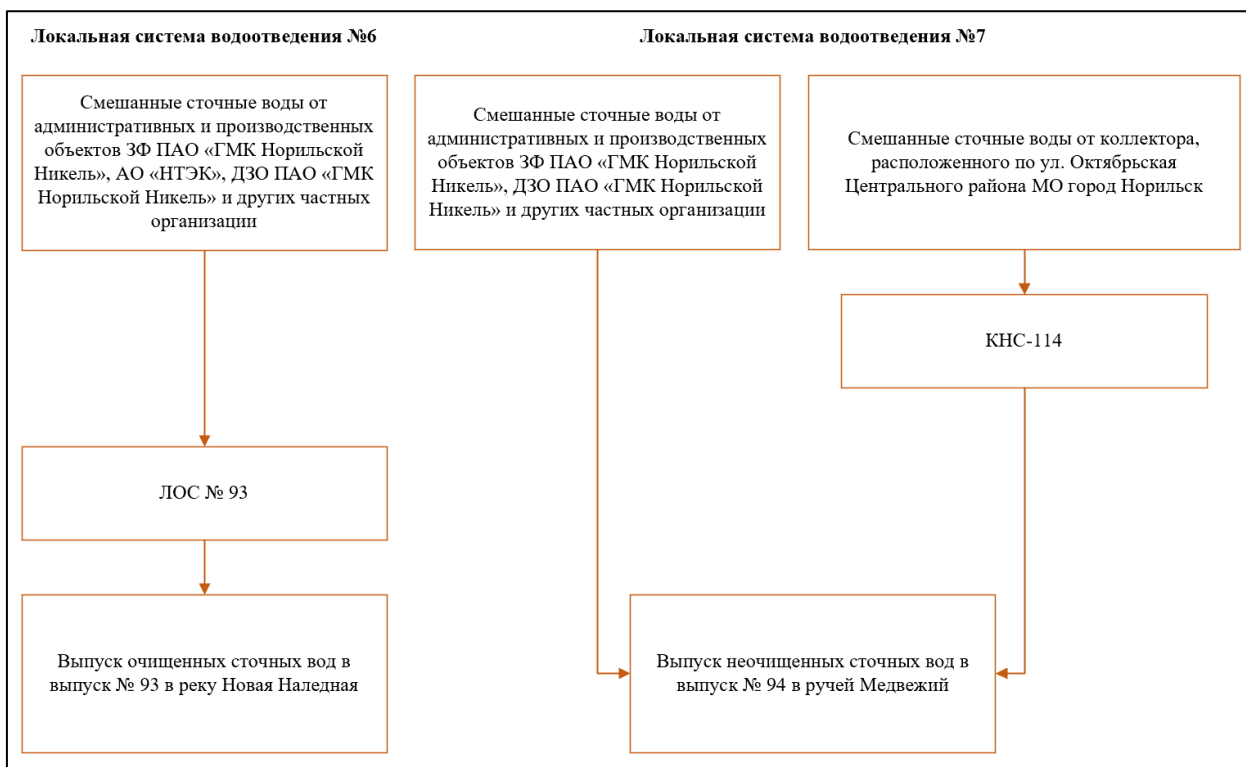 Локальная система водоотведения №6
Смешанные сточные воды от
административных и производственных
объектов ЗФ ПАО «ГМК Норильской
Никель», АО «НТЭК», ДЗО ПАО «ГМК
Норильской Никель» и других частных
организации
ЛОС № 93
Выпуск очищенных сточных вод в
выпуск № 93 в реку Новая Наледная
Локальная система водоотведения №7
Смешанные сточные воды от
административных и производственных
объектов ЗФ ПАО «ГМК Норильской
Никель», ДЗО ПАО «ГМК Норильской
Никель» и других частных организации
Смешанные сточные воды от коллектора,
расположенного по ул. Октябрьская
Центрального района МО город Норильск
КНС-114
Выпуск неочищенных сточных вод в
выпуск № 94 в ручей Медвежий